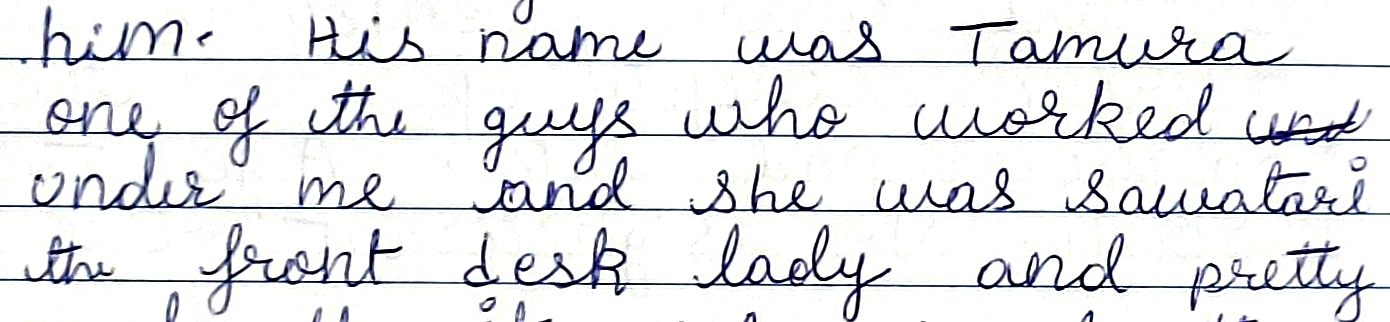 him. His name was Tamura
one of the guys who worked
under me and she was Sawatari
the front desk lady and pretty